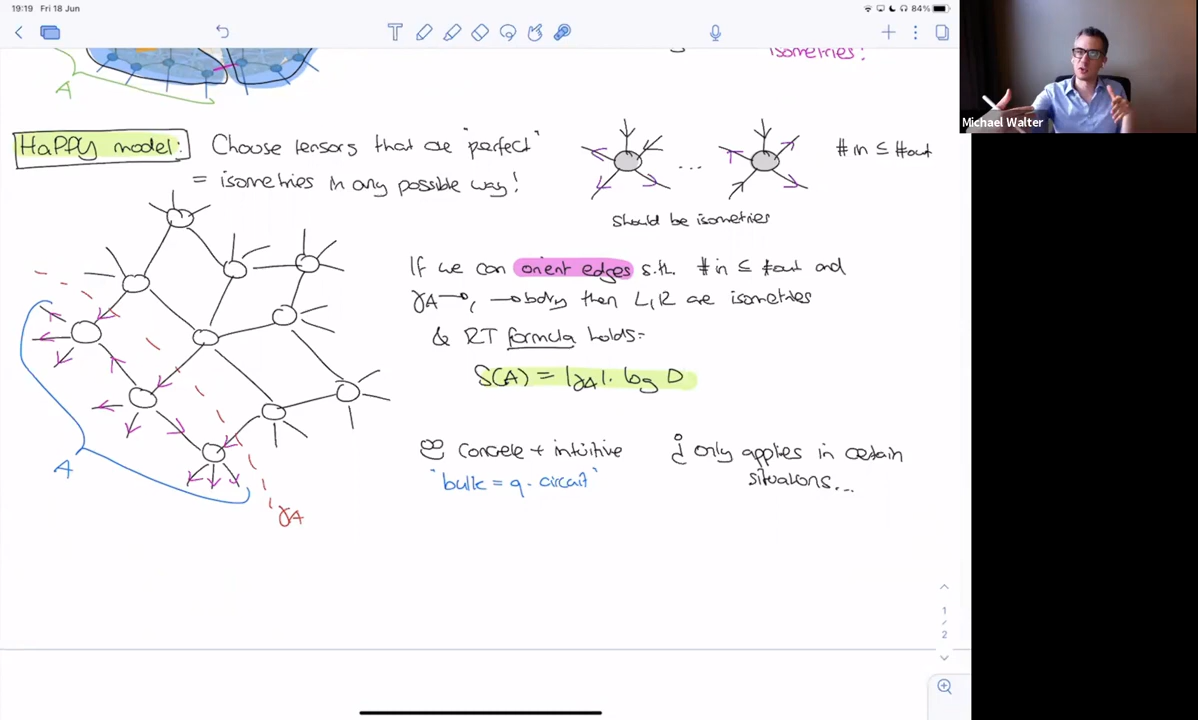 19:19 Fri 18 Jun
84%
isometries!
A
HaPPY model: Choose tensors that are "perfect"
= isometries in any possible way!
...
# in ≤ #out
should be isometries
If we can orient edges s.th. # in ≤ #out and
γA→, →bdry then L, R are isometries
& RT formula holds:
S(A) = |γA| · log D
A
γA
☺ Concrete + intuitive
"bulk = q. circuit"
only applies in certain
situations...
1
/
2
Michael Walter